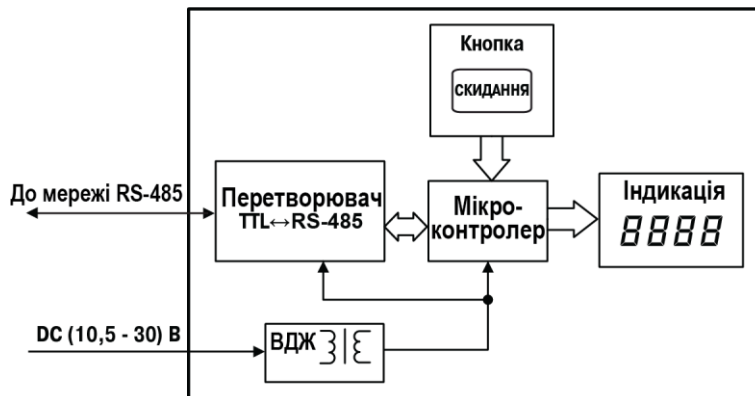 Кнопка
СКИДАННЯ
До мережі RS-485
Перетворювач
TTL↔RS-485
Мікро-
контролер
Індикація
8888
DC (10,5 - 30) В
ВДЖ